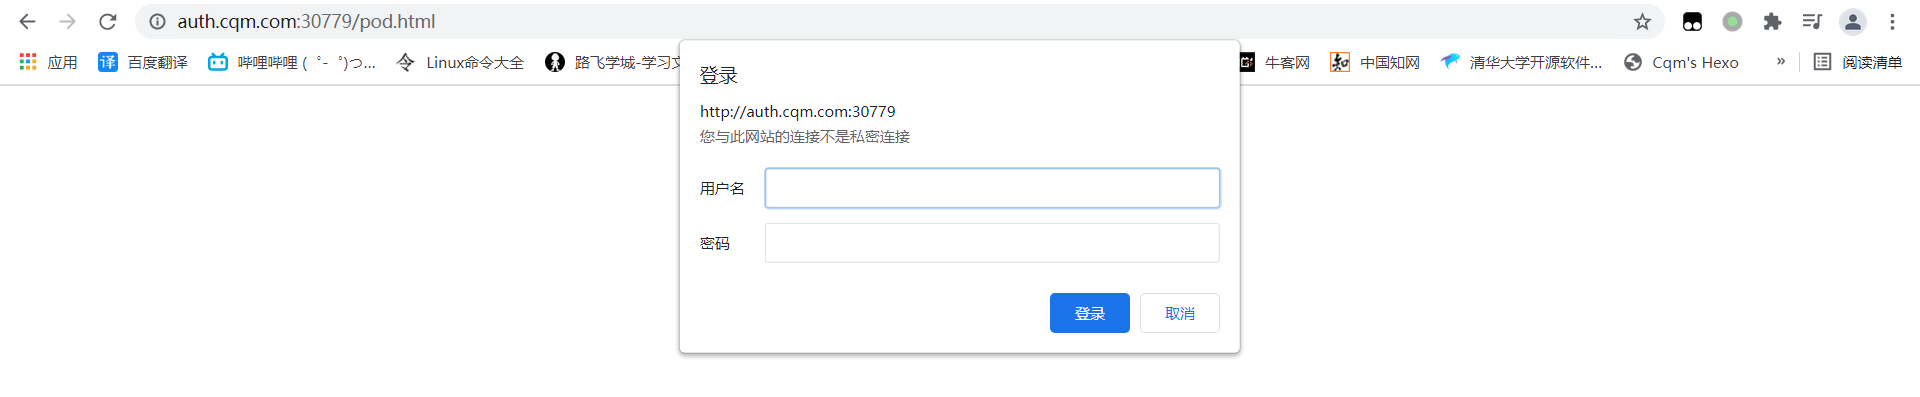 auth.cqm.com:30779/pod.html
应用 百度翻译 哔哩哔哩 ( ゜- ゜)つ... Linux命令大全 路飞学城-学习 牛客网 中国知网 清华大学开源软件... Cqm's Hexo » 阅读清单
登录
http://auth.cqm.com:30779
您与此网站的连接不是私密连接
用户名
密码
登录 取消